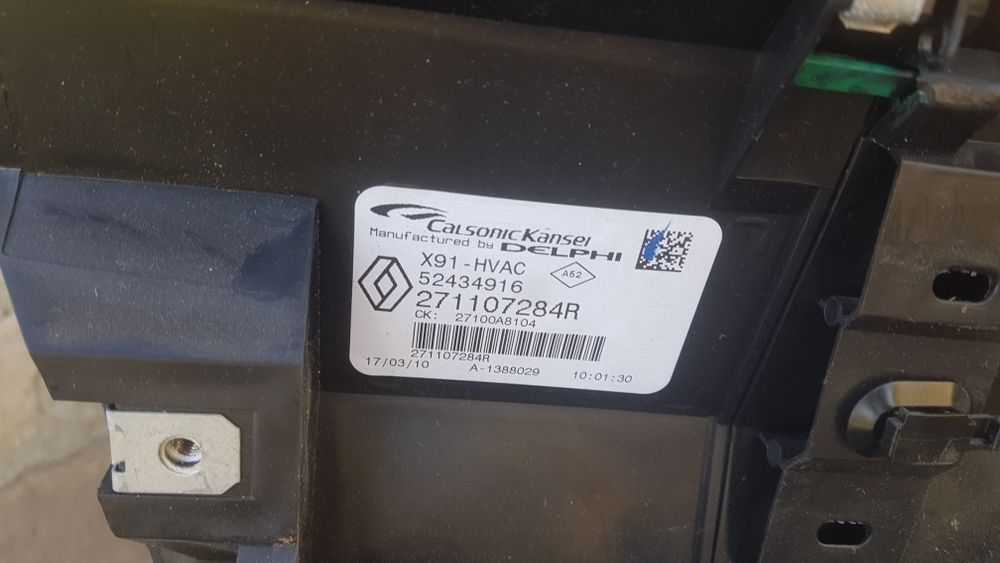 CalsonicKansei
Manufactured by DELPHI
X91-HVAC
A52
52434916
271107284R
CK: 27100A8104
271107284R
17/03/10 A-1388029 10:01:30